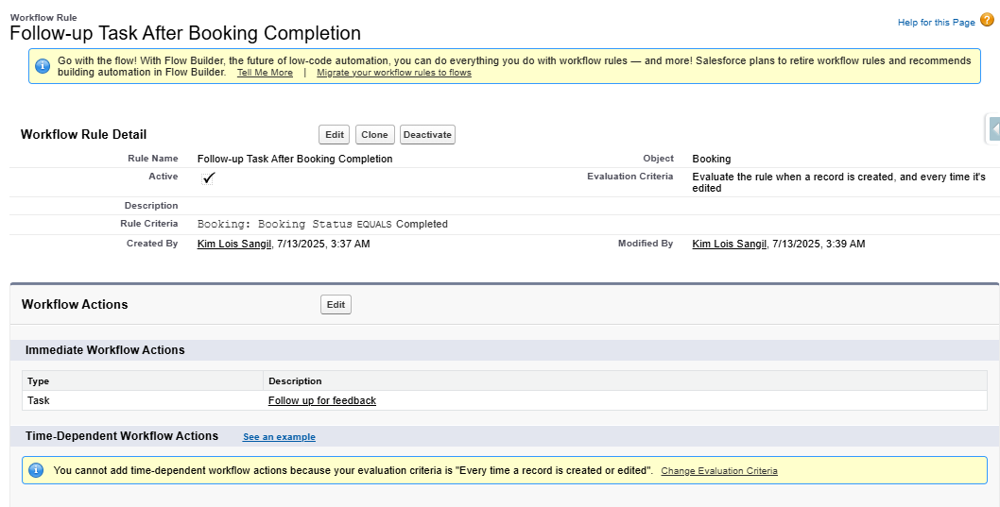 Workflow Rule
Follow-up Task After Booking Completion
Help for this Page ?
Go with the flow! With Flow Builder, the future of low-code automation, you can do everything you do with workflow rules — and more! Salesforce plans to retire workflow rules and recommends
building automation in Flow Builder. Tell Me More | Migrate your workflow rules to flows
Workflow Rule Detail Edit Clone Deactivate
Rule Name Follow-up Task After Booking Completion Object Booking
Active Evaluation Criteria Evaluate the rule when a record is created, and every time it's
edited
Description
Rule Criteria Booking: Booking Status EQUALS Completed
Created By Kim Lois Sangil, 7/13/2025, 3:37 AM Modified By Kim Lois Sangil, 7/13/2025, 3:39 AM
Workflow Actions Edit
Immediate Workflow Actions
Type Description
Task Follow up for feedback
Time-Dependent Workflow Actions See an example
You cannot add time-dependent workflow actions because your evaluation criteria is "Every time a record is created or edited". Change Evaluation Criteria